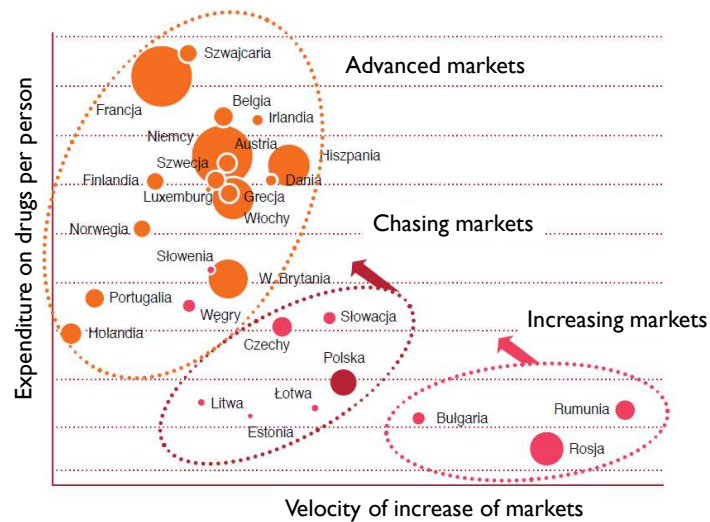 Szwajcaria
Advanced markets
Francja
Belgia
Irlandia
Niemcy
Austria
Hiszpania
Szwecja
Finlandia
Dania
Luxemburg
Grecja
Włochy
Chasing markets
Norwegia
Słowenia
W. Brytania
Portugalia
Węgry
Słowacja
Increasing markets
Holandia
Czechy
Polska
Litwa
Łotwa
Estonia
Bułgaria
Rumunia
Rosja
Expenditure on drugs per person
Velocity of increase of markets